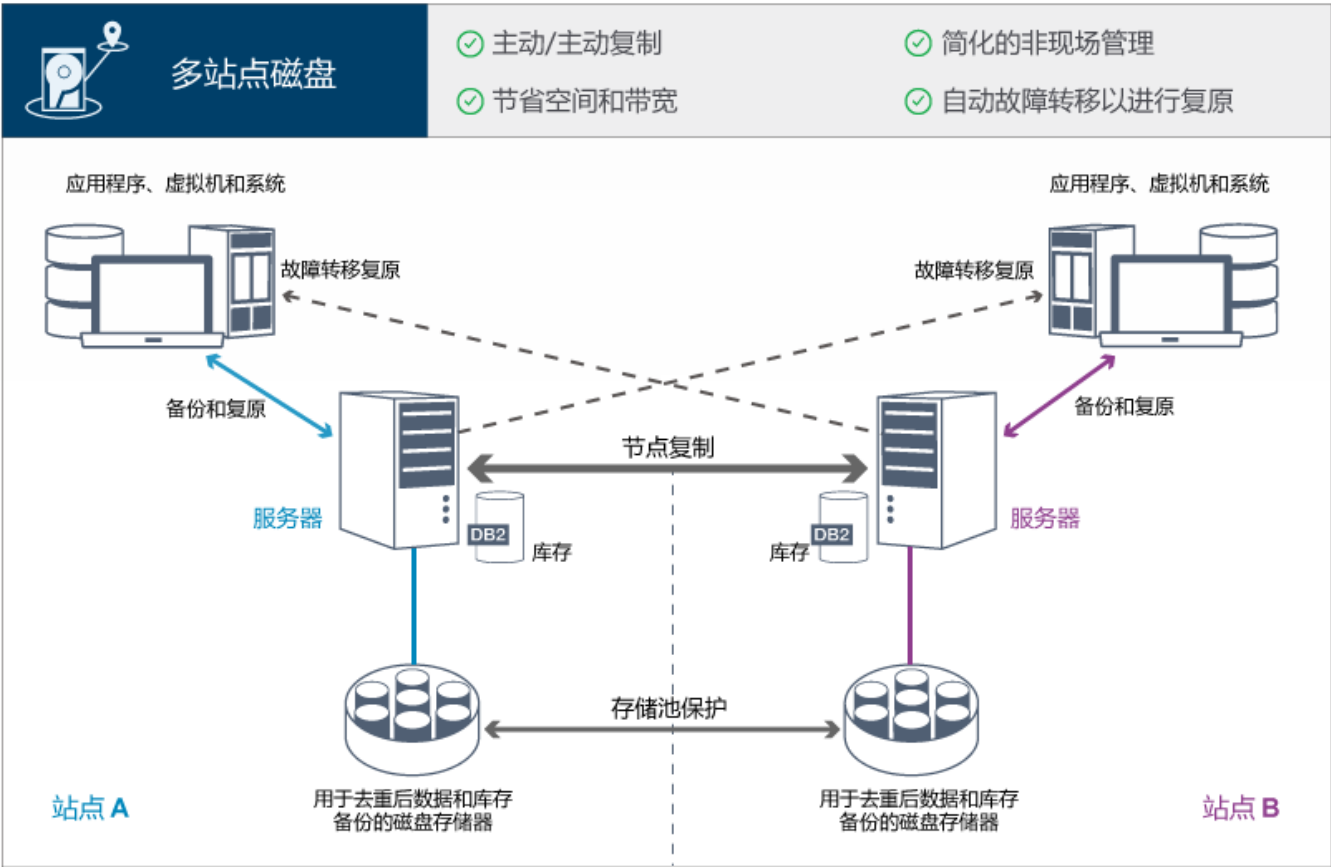 多站点磁盘
主动/主动复制
简化的非现场管理
节省空间和带宽
自动故障转移以进行复原
应用程序、虚拟机和系统
应用程序、虚拟机和系统
故障转移复原
故障转移复原
备份和复原
备份和复原
节点复制
服务器
服务器
DB2
库存
DB2
库存
存储池保护
用于去重后数据和库存
备份的磁盘存储器
用于去重后数据和库存
备份的磁盘存储器
站点 A
站点 B